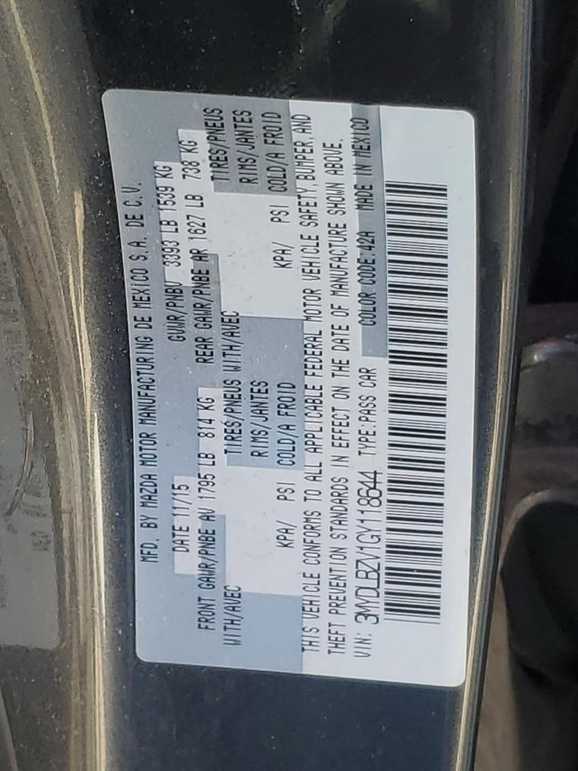 MFD. BY MAZDA MOTOR MANUFACTURING DE MEXICO S.A. DE C.V.
DATE 11/15 GVWR/PNBV 3393 LB 1539 KG
FRONT GAWR/PNBE AV 1795 LB 814 KG REAR GAWR/PNBE AR 1627 LB 738 KG
WITH/AVEC TIRES/PNEUS WITH/AVEC TIRES/PNEUS
RIMS/JANTES RIMS/JANTES
KPA/ PSI COLD/A FROID KPA/ PSI COLD/A FROID
THIS VEHICLE CONFORMS TO ALL APPLICABLE FEDERAL MOTOR VEHICLE SAFETY, BUMPER, AND
THEFT PREVENTION STANDARDS IN EFFECT ON THE DATE OF MANUFACTURE SHOWN ABOVE.
VIN: 3MYDLBZV1GY118644 TYPE:PASS CAR COLOR CODE:42A MADE IN MEXICO